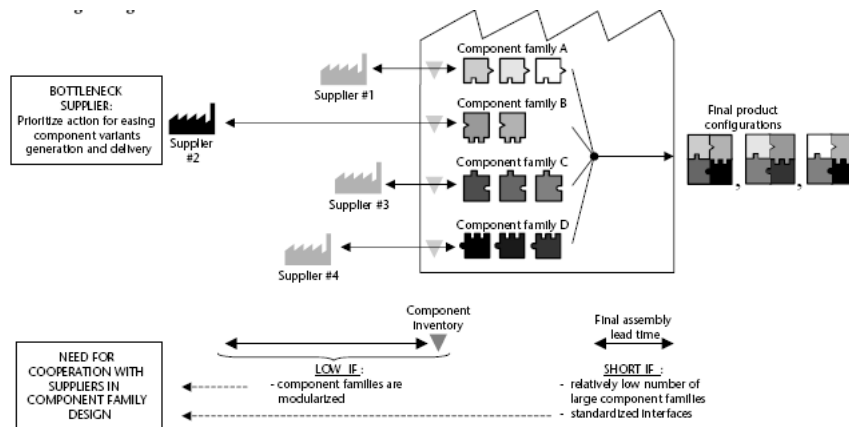 Component family A
Supplier #1
BOTTLENECK
SUPPLIER:
Prioritize action for easing
component variants
generation and delivery
Supplier
#2
Component family B
Final product
configurations
Component family C
Supplier #3
, ,
Component family D
Supplier #4
Component
Inventory
Final assembly
lead time
NEED FOR
COOPERATION WITH
SUPPLIERS IN
COMPONENT FAMILY
DESIGN
LOW IF :
- component families are
modularized
SHORT IF :
- relatively low number of
large component families
- standardized interfaces